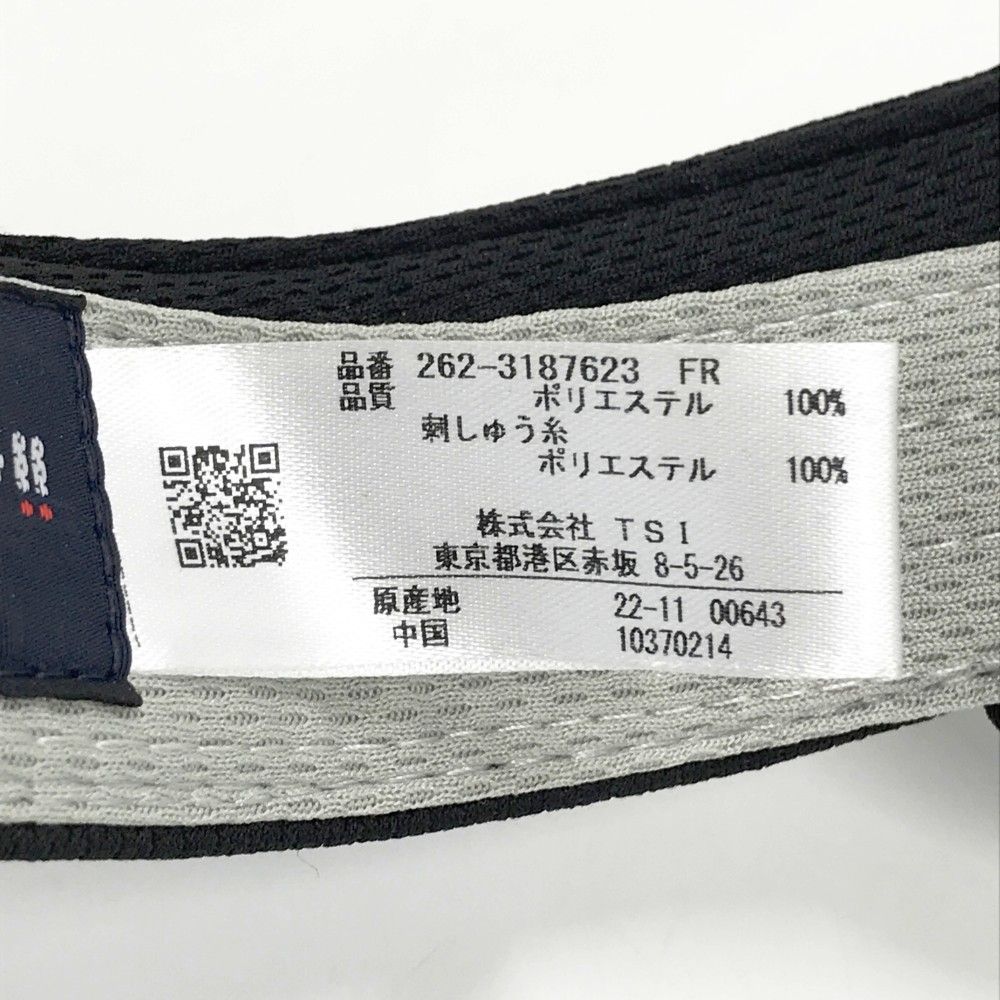 品番 262-3187623 FR
品質 ポリエステル 100%
刺しゅう糸
ポリエステル 100%
株式会社 TSI
東京都港区赤坂 8-5-26
原産地 22-11 00643
中国 10370214